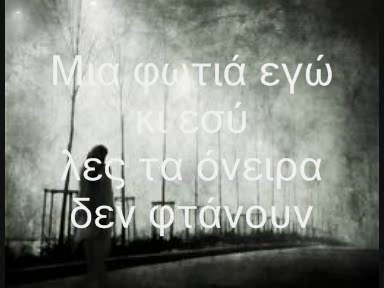 Μια φωτιά εγώ
κι εσύ
λες τα όνειρα
δεν φτάνουν